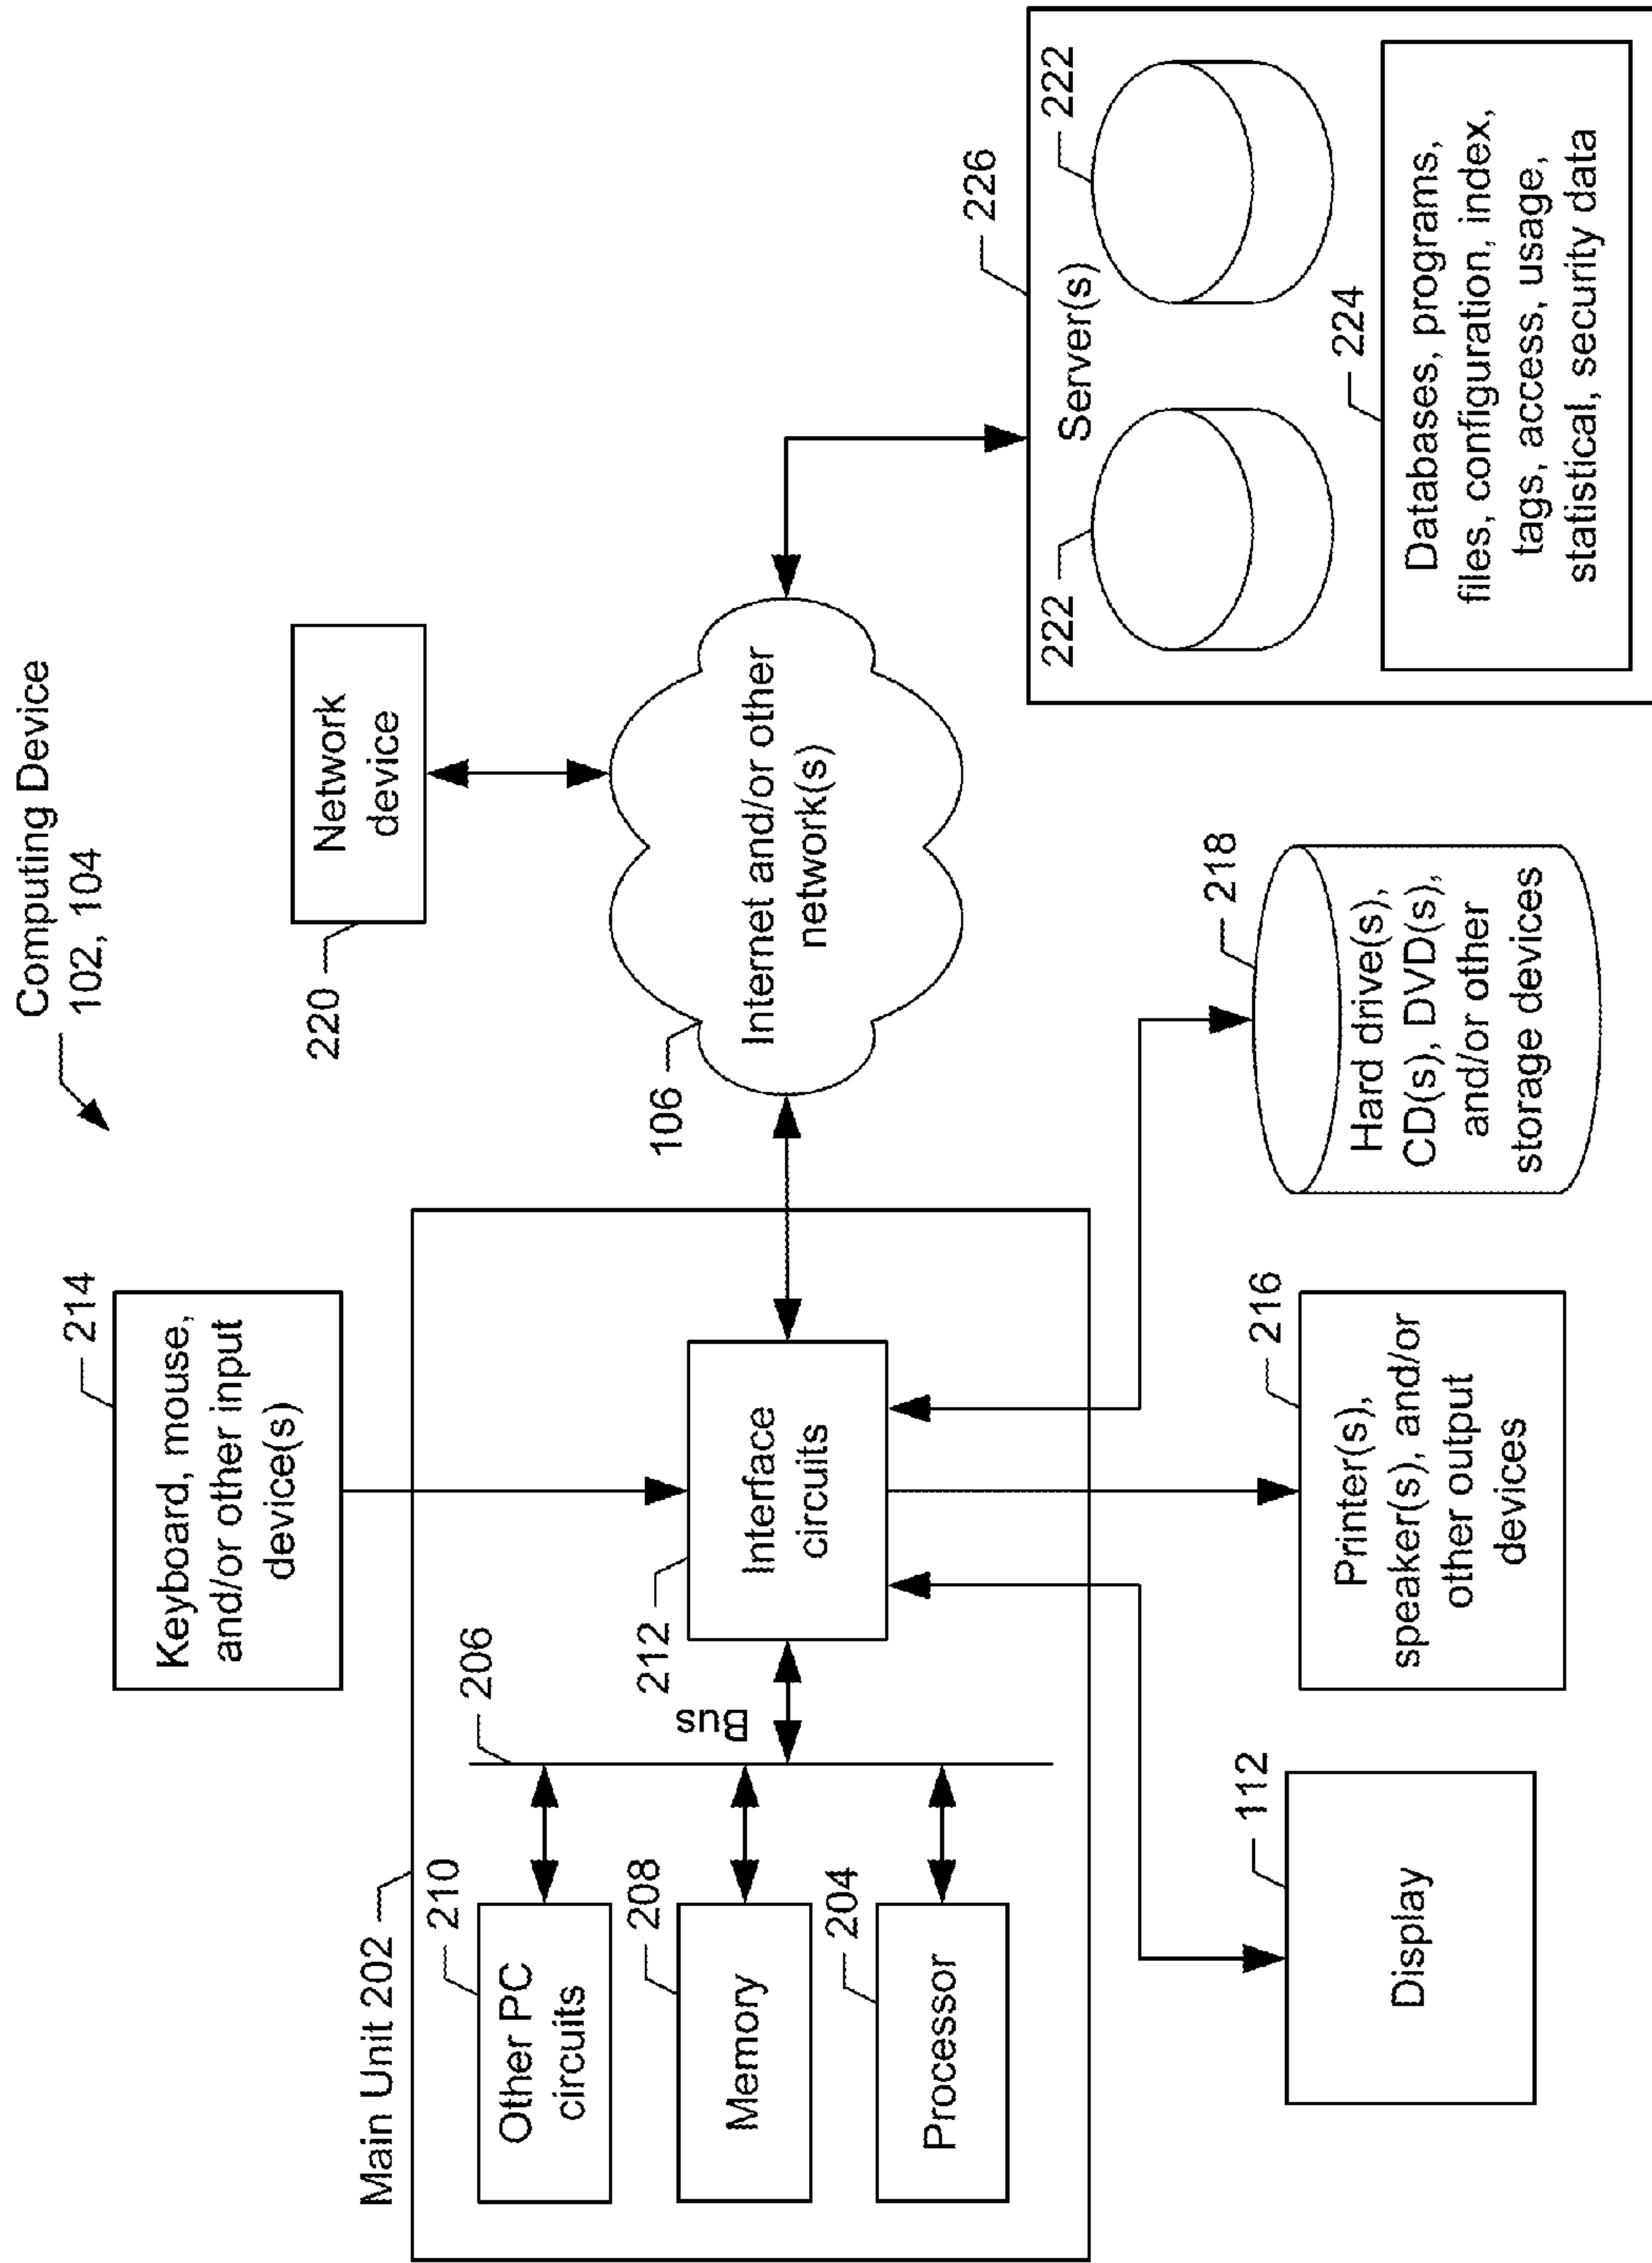 Computing Device
102, 104
Main Unit 202
214
Keyboard, mouse,
and/or other input
device(s)
220
Network
device
210
Other PC
circuits
208
Memory
204
Processor
206
Bus
212
Interface
circuits
106
Internet and/or other
network(s)
226
Server(s)
222
222
224
Databases, programs,
files, configuration, index,
tags, access, usage,
statistical, security data
112
Display
216
Printer(s),
speaker(s), and/or
other output
devices
218
Hard drive(s),
CD(s), DVD(s),
and/or other
storage devices